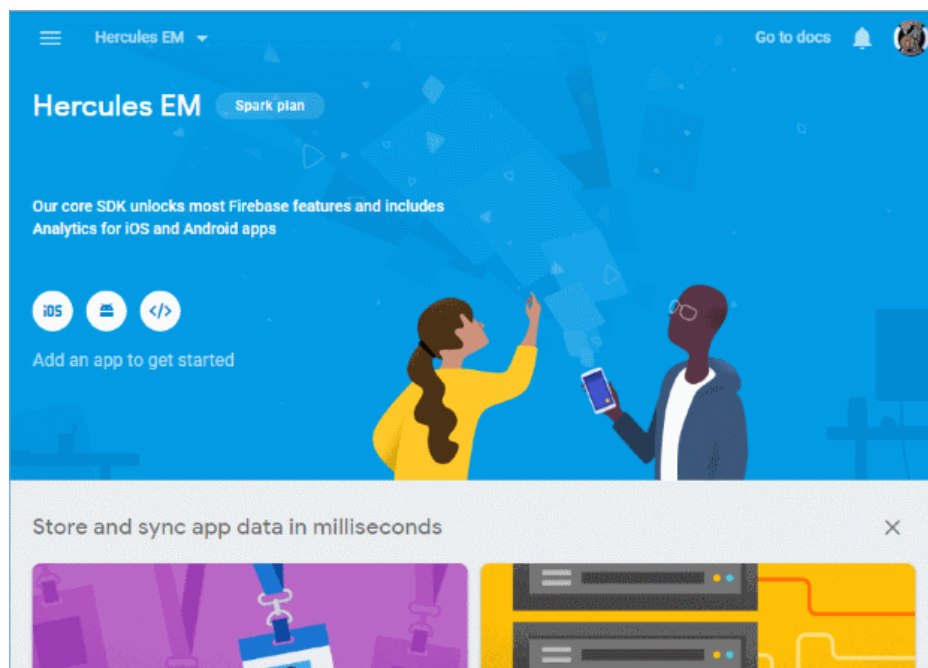 Hercules EM
Go to docs
Hercules EM
Spark plan
Our core SDK unlocks most Firebase features and includes
Analytics for iOS and Android apps
iOS
</>
Add an app to get started
Store and sync app data in milliseconds